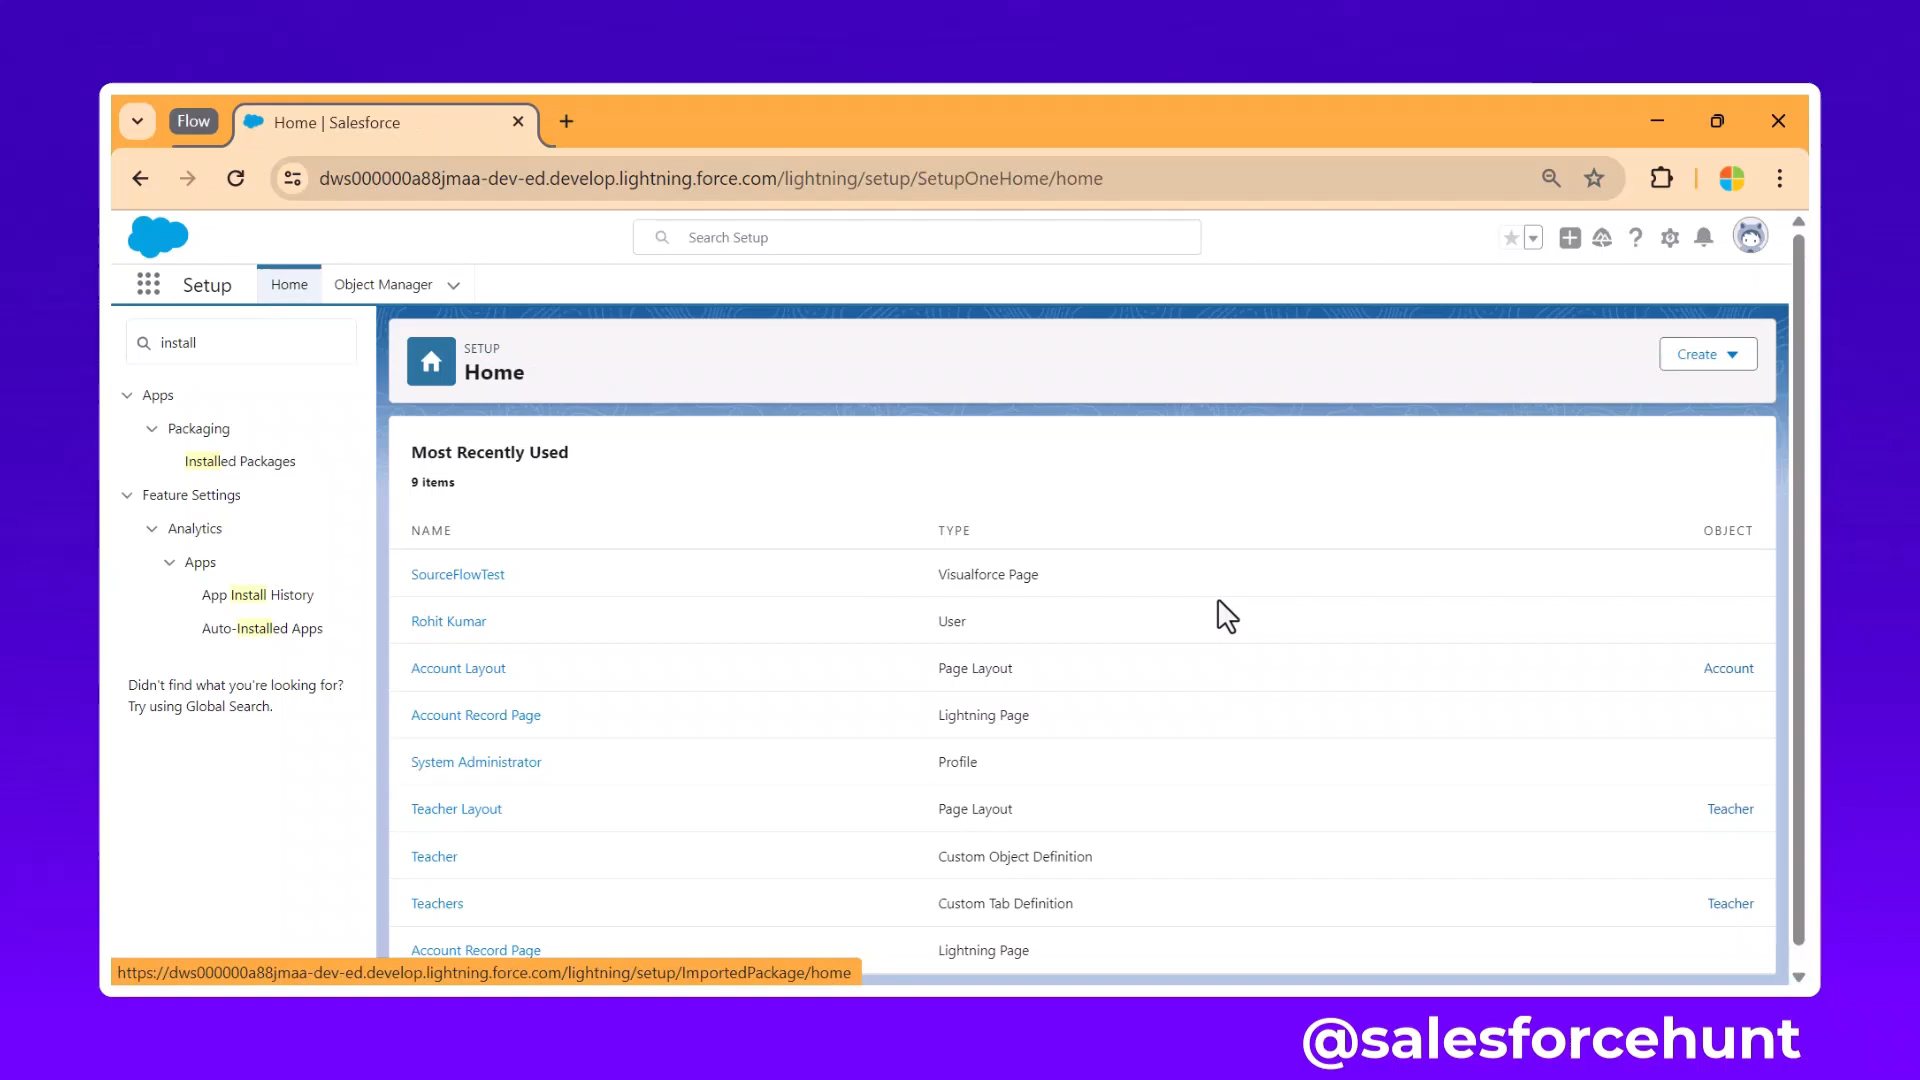 Flow
Home | Salesforce
dws000000a88jmaa-dev-ed.develop.lightning.force.com/lightning/setup/SetupOneHome/home
Search Setup
Setup
Home
Object Manager
install
Apps
Packaging
Installed Packages
Feature Settings
Analytics
Apps
App Install History
Auto-Installed Apps
Didn't find what you're looking for?
Try using Global Search.
SETUP
Home
Create
Most Recently Used
9 items
NAME TYPE OBJECT
SourceFlowTest Visualforce Page
Rohit Kumar User
Account Layout Page Layout Account
Account Record Page Lightning Page
System Administrator Profile
Teacher Layout Page Layout Teacher
Teacher Custom Object Definition
Teachers Custom Tab Definition Teacher
Account Record Page Lightning Page
https://dws000000a88jmaa-dev-ed.develop.lightning.force.com/lightning/setup/ImportedPackage/home
@salesforcehunt